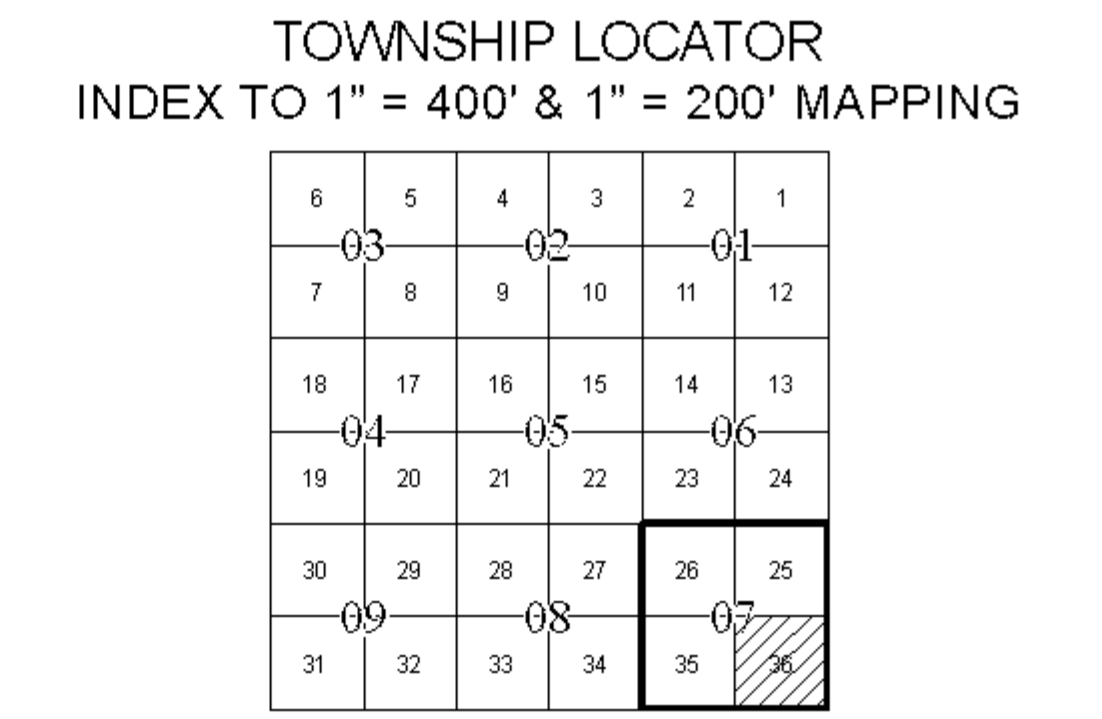 TOWNSHIP LOCATOR
INDEX TO 1" = 400' & 1" = 200' MAPPING
6 5 4 3 2 1
03 02 01
7 8 9 10 11 12
18 17 16 15 14 13
04 05 06
19 20 21 22 23 24
30 29 28 27 26 25
09 08 07
31 32 33 34 35 36